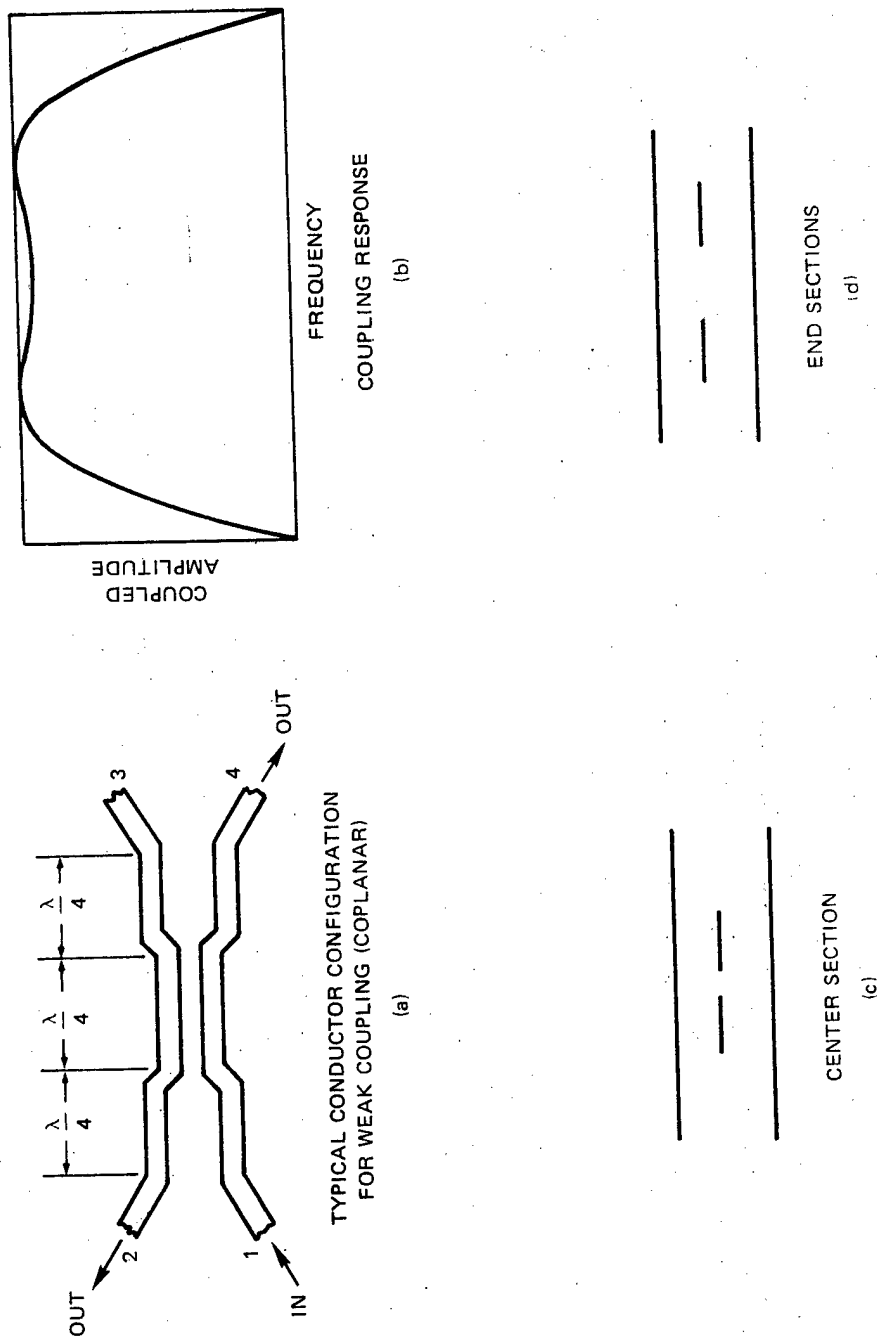 OUT
2
λ
4
λ
4
λ
4
3
1
IN
4
OUT
TYPICAL CONDUCTOR CONFIGURATION
FOR WEAK COUPLING (COPLANAR)
(a)
COUPLED
AMPLITUDE
FREQUENCY
COUPLING RESPONSE
(b)
CENTER SECTION
(c)
END SECTIONS
(d)